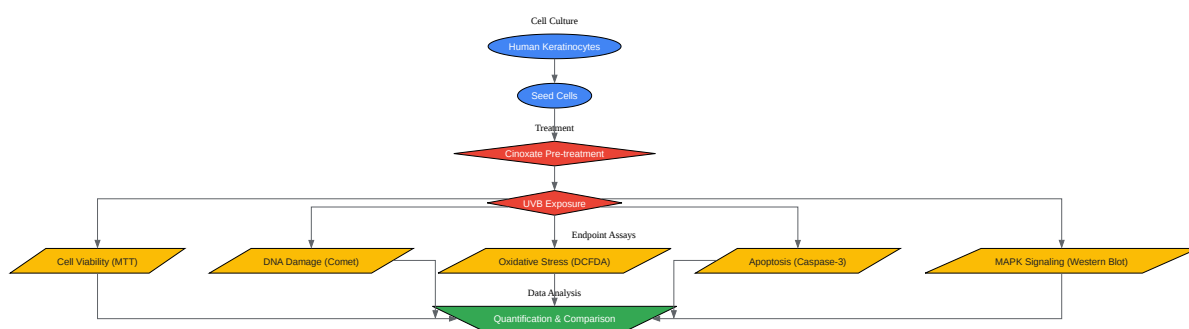 Cell Culture
Human Keratinocytes
Seed Cells
Treatment
Cinoxate Pre-treatment
UVB Exposure
Endpoint Assays
Cell Viability (MTT)
DNA Damage (Comet)
Oxidative Stress (DCFDA)
Apoptosis (Caspase-3)
MAPK Signaling (Western Blot)
Data Analysis
Quantification & Comparison